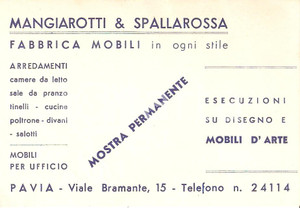 MANGIAROTTI & SPALLAROSSA
FABBRICA MOBILI in ogni stile
ARREDAMENTI
camere da letto
sale da pranzo
tinelli - cucine
poltrone - divani
- salotti
MOBILI
PER UFFICIO
MOSTRA PERMANENTE
ESECUZIONI
SU DISEGNO E
MOBILI D'ARTE
PAVIA - Viale Bramante, 15 - Telefono n. 24114